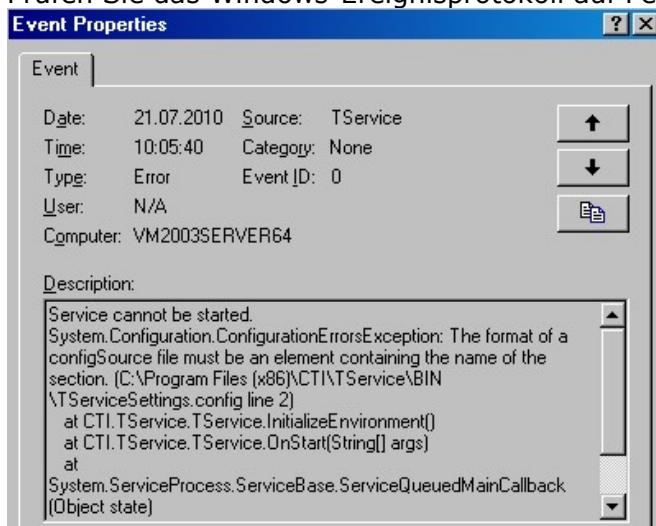 Prüfen Sie das Windows-Ereignisprotokoll auf
Event Properties
Event
Date: 21.07.2010 Source: TService
Time: 10:05:40 Category: None
Type: Error Event ID: 0
User: N/A
Computer: VM2003SERVER64
Description:
Service cannot be started.
System.Configuration.ConfigurationErrorsException: The format of a
configSource file must be an element containing the name of the
section. (C:\Program Files (x86)\CTI\TService\BIN
\TServiceSettings.config line 2)
at CTI.TService.TService.InitializeEnvironment()
at CTI.TService.TService.OnStart(String[] args)
at
System.ServiceProcess.ServiceBase.ServiceQueuedMainCallback
(Object state)